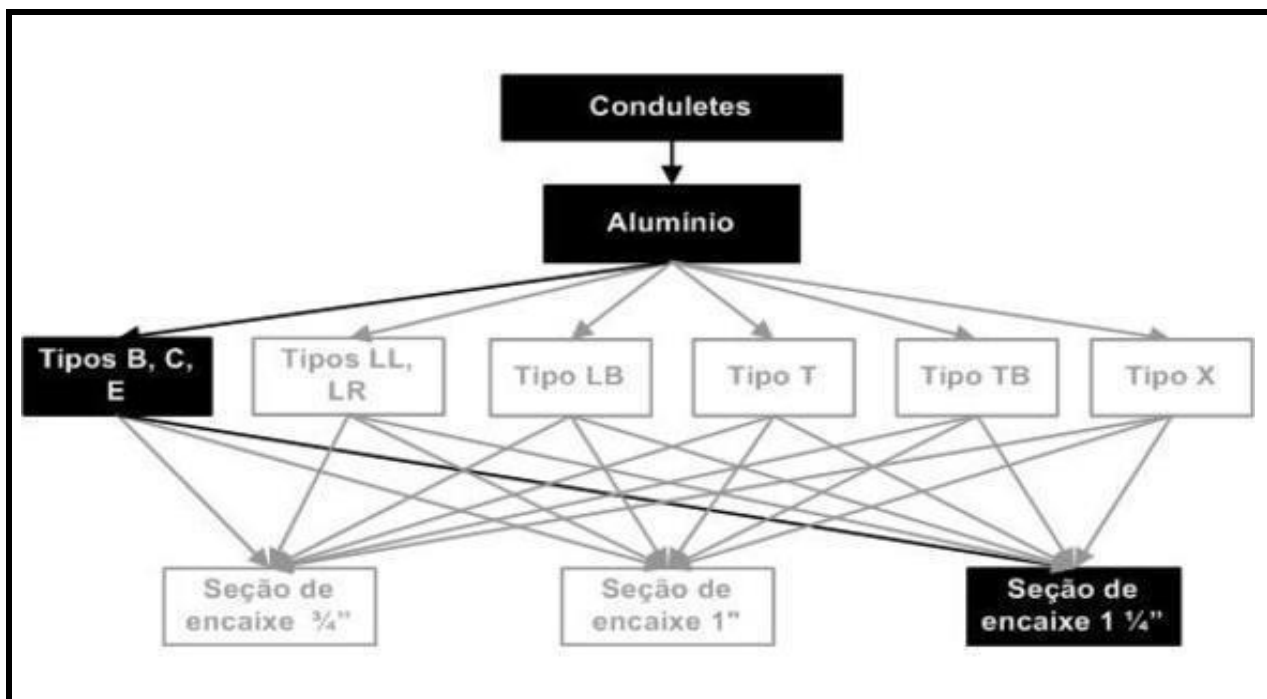 Conduletes
Alumínio
Tipos B, C,
E
Tipos LL,
LR
Tipo LB
Tipo T
Tipo TB
Tipo X
Seção de
encaixe ¾”
Seção de
encaixe 1"
Seção de
encaixe 1 ¼”